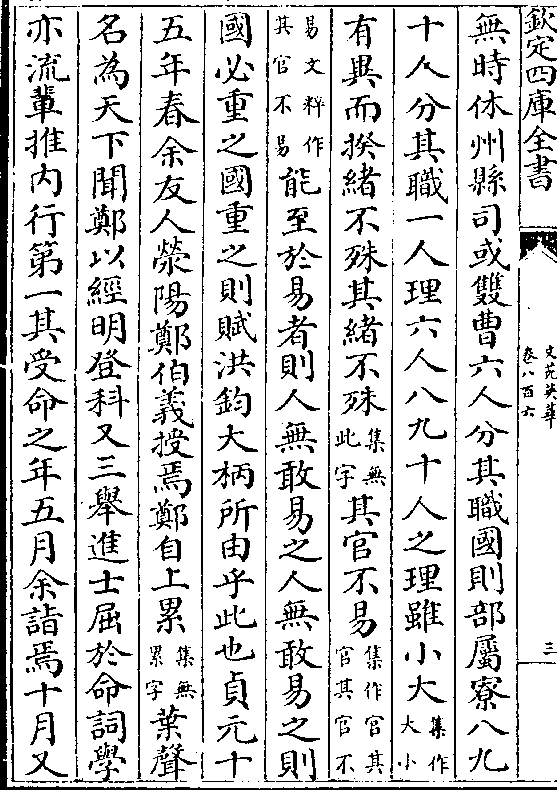 欽定四庫全書
文苑英華
卷八百六
三
無時休州縣司或雙曹六人分其職國則部屬寮八九
十人分其職一人理六人八九十人之理雖小大集作大小
有異而揆緒不殊其緒不殊集無此字其官不易集作官其官其官不
易文粹作其官不易能至於易者則人無敢易之人無敢易之則
國必重之國重之則賦洪鈞大柄所由乎此也貞元十
五年春余友人滎陽鄭伯義授焉鄭自上累集無累字葉聲
名為天下聞鄭以經明登科又三舉進士屈於命詞學
亦流輩推内行第一其受命之年五月余詣焉十月又